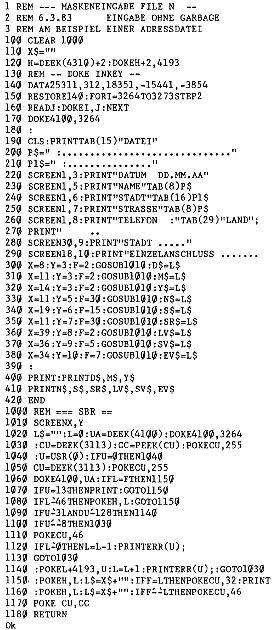 1 REM --- MASKENEINGABE FILE N  --
2 REM 6.3.83     EINGABE OHNE GARBAGE
3 REM AM BEISPIEL EINER ADRESSDATEI
100 CLEAR 1000
110 X$=""
120 H=DEEK(4310)+2:DOKEH+2,4193
130 REM -- DOKE INKEY --
140 DATA25311,312,18351,-15441,-3854
150 RESTORE140:FORI=3264TO3273STEP2
160 READJ:DOKEI,J:NEXT
170 DOKE4100,3264
180 :
190 CLS:PRINTTAB(15)"DATEI"
200 P$=" :............................"
210 P1$=" :..................."
220 SCREEN1,3:PRINT"DATUM  DD.MM.AA"
230 SCREEN1,5:PRINT"NAME"TAB(8)P$
240 SCREEN1,6:PRINT"STADT"TAB(16)P1$
250 SCREEN1,7:PRINT"STRASSE"TAB(8)P$
260 SCREEN1,8:PRINT"TELEFON  :"TAB(29)"LAND";
270 PRINT"     ..
280 SCREEN30,9:PRINT"STADT ....."
290 SCREEN18,10:PRINT"EINZELANSCHLUSS .......
300 X=8:Y=3:F=2:GOSUB1010:D$=L$
310 X=11:Y=3:F=2:GOSUB1010:M$=L$
320 X=14:Y=3:F=2:GOSUB1010:Y$=L$
330 X=11:Y=5:F=30:GOSUB1010:N$=L$
340 X=19:Y=6:F=15:GOSUB1010:S$=L$
350 X=11:Y=7:F=30:GOSUB1010:SR$=L$
360 X=39:Y=8:F=2:GOSUB1010:LV$=L$
370 X=36:Y=9:F=5:GOSUB1010:SV$=L$
380 X=34:Y=10:F=7:GOSUB1010:EV$=L$
390 :
400 PRINT:PRINTD$,M$,Y$
410 PRINTN$,S$,SR$,LV$,SV$,EV$
420 END
1000 REM === SBR ==
1010 SCREENX,Y
1020 L$="":L=0:UA=DEEK(4100):DOKE4100,3264
1030 :CU=DEEK(3113):CC=PEEK(CU):POKECU,255
1040 :U=USR(0):IFU=0THEN1040
1050 CU=DEEK(3113):POKECU,255
1060 DOKE4100,UA:IFL=FTHEN1150
1070 IFU=13THENPRINT:GOTO1150
1080 IFL=46THENPOKEH,L:GOTO1150
1090 IFU>31ANDU<128THEN1140
1100 IFU<>8THEN1030
1110 POKECU,46
1120 IFL>0THENL=L-1:PRINTERR(U);
1130 GOTO1030
1140 :POKEL+4193,U:L=L+1:PRINTERR(U);:GOTO1030
1150 :POKEH,L:L$=X$+"":IFF=LTHENPOKECU,32:PRINT
1160 :POKEH,L:L$=X$+"":IFF<>LTHENPOKECU,46
1170 POKE CU,CC
1180 RETURN
Ok